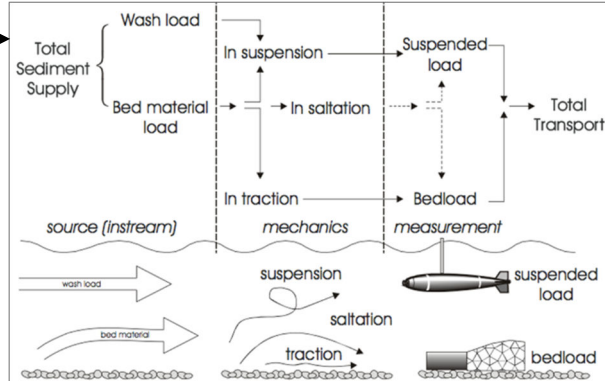 Wash load
Total
Sediment
Supply
In suspension
Suspended
load
Bed material
load
In saltation
Total
Transport
In traction
Bedload
source (instream)
mechanics
measurement
wash load
suspension
suspended
load
saltation
bed material
traction
bedload